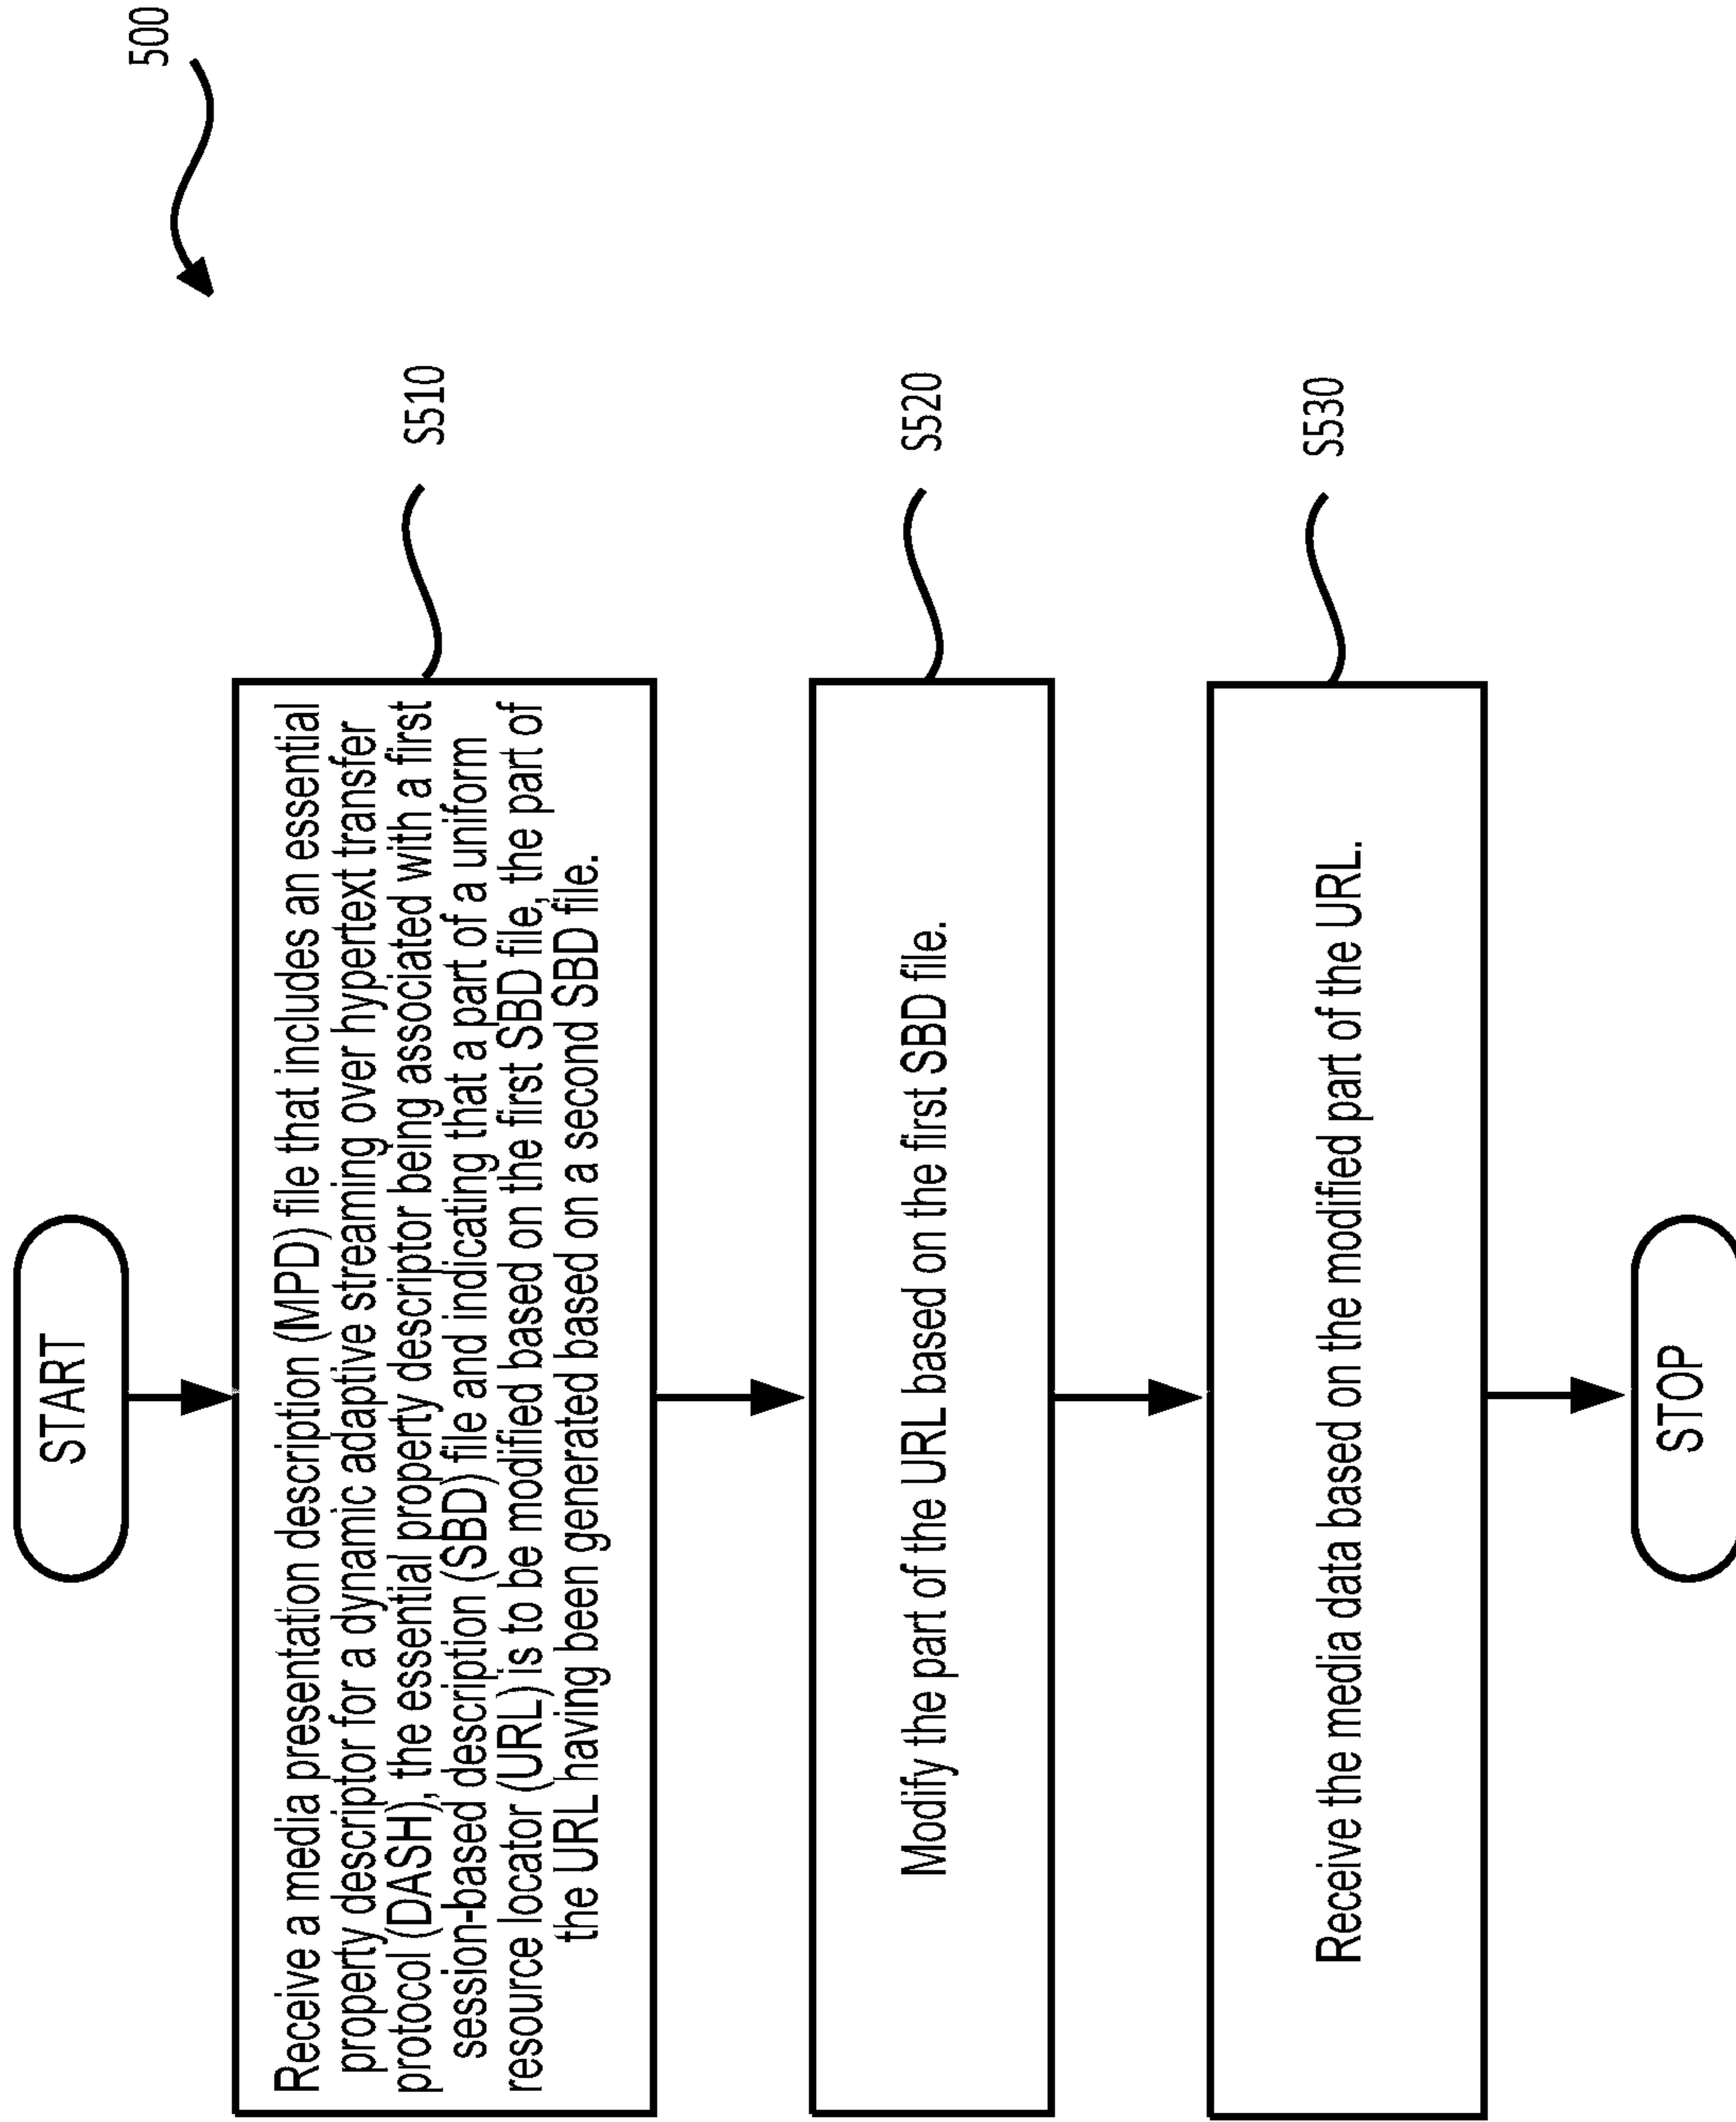 500
START
Receive a media presentation description (MPD) file that includes an essential
property descriptor for a dynamic adaptive streaming over hypertext transfer
protocol (DASH), the essential property descriptor being associated with a first
session-based description (SBD) file and indicating that a part of a uniform
resource locator (URL) is to be modified based on the first SBD file, the part of
the URL having been generated based on a second SBD file.
S510
Modify the part of the URL based on the first SBD file.
S520
Receive the media data based on the modified part of the URL.
S530
STOP